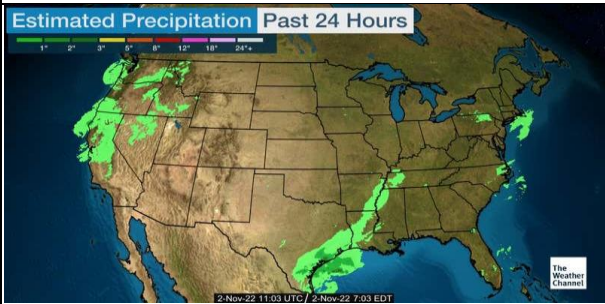 Estimated Precipitation Past 24 Hours
1" 2" 3" 5" 8" 12" 18" 24"+
The
Weather
Channel
2-Nov-22 11:03 UTC / 2-Nov-22 7:03 EDT